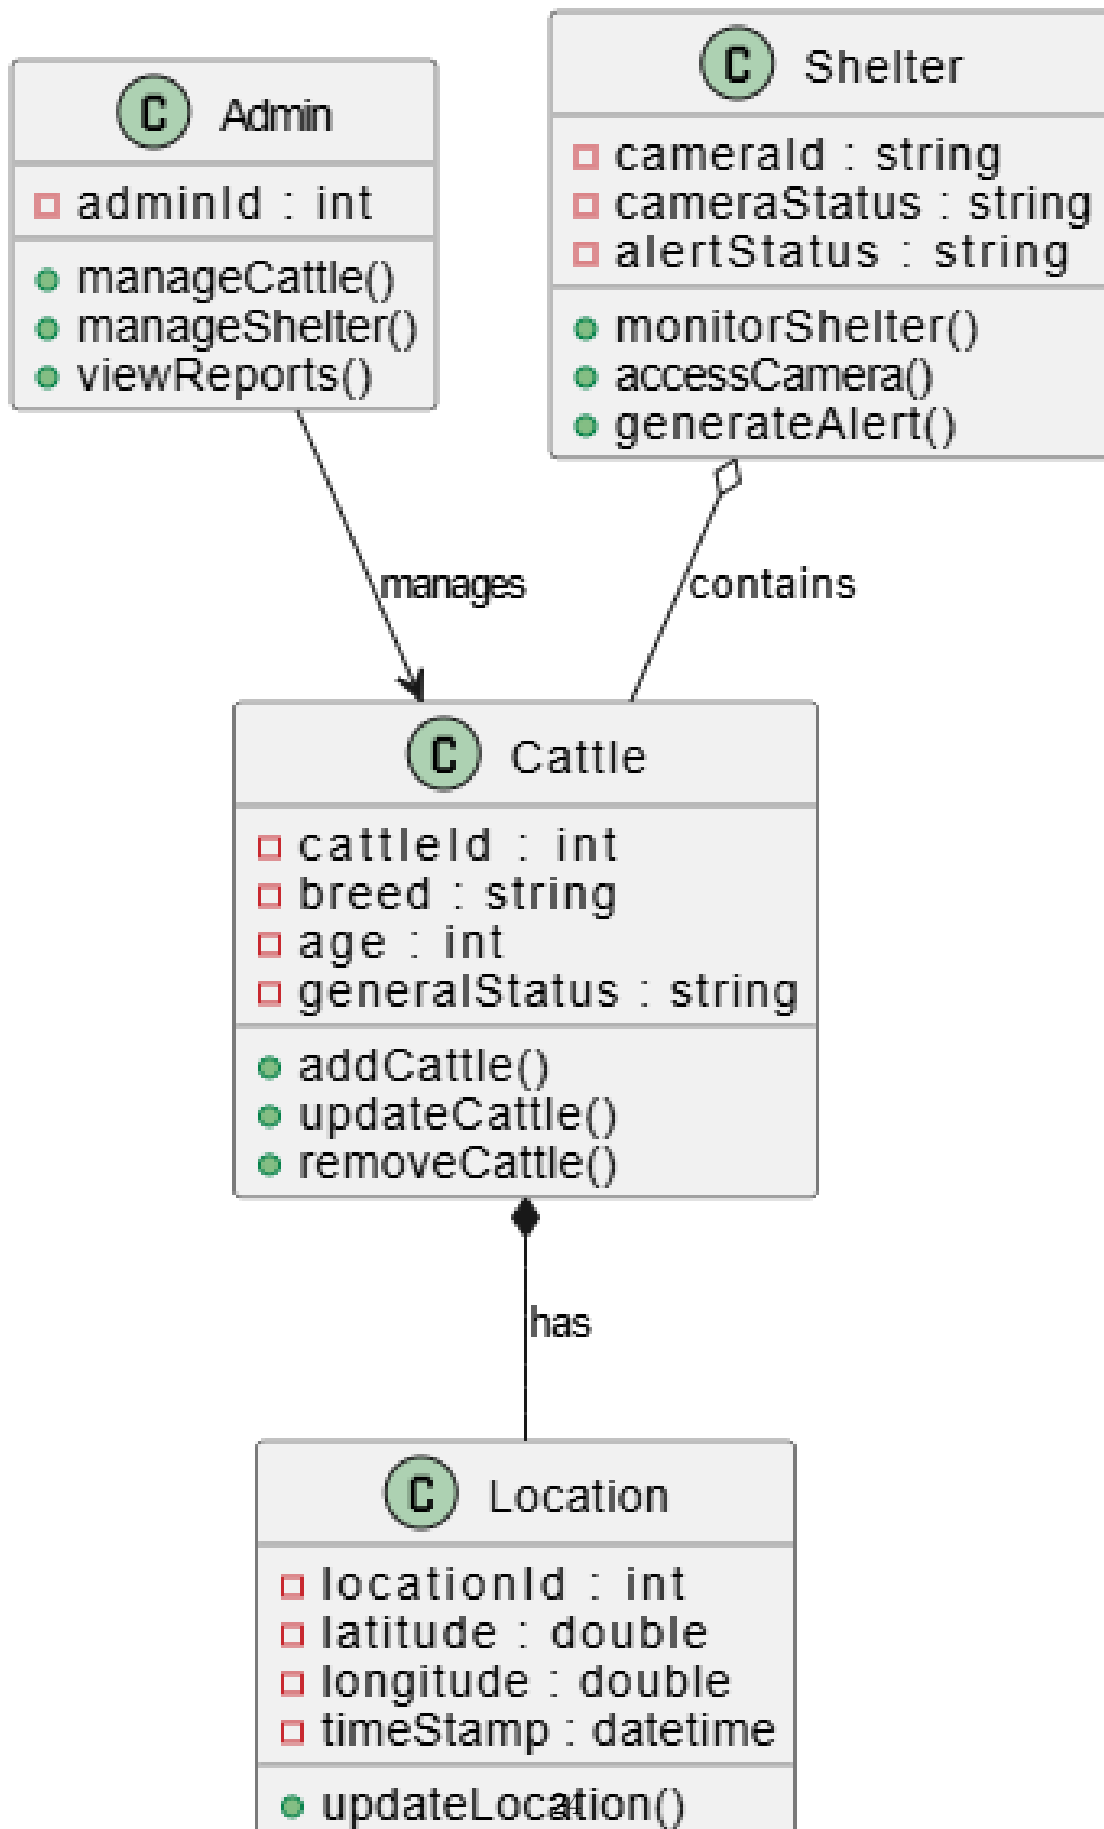 C Admin
adminId : int
manageCattle()
manageShelter()
viewReports()
C Shelter
cameraId : string
cameraStatus : string
alertStatus : string
monitorShelter()
accessCamera()
generateAlert()
manages
contains
C Cattle
cattleId : int
breed : string
age : int
generalStatus : string
addCattle()
updateCattle()
removeCattle()
has
C Location
locationId : int
latitude : double
longitude : double
timeStamp : datetime
updateLocation()